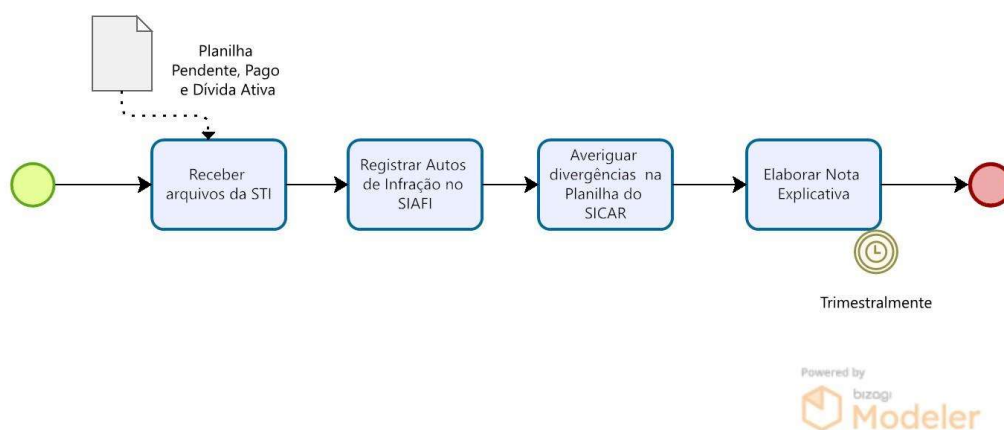 Planilha
Pendente, Pago
e Dívida Ativa
Receber
arquivos da STI
Registrar Autos
de Infração no
SIAFI
Averiguar
divergências na
Planilha do
SICAR
Elaborar Nota
Explicativa
Trimestralmente
Powered by
bizagi
Modeler